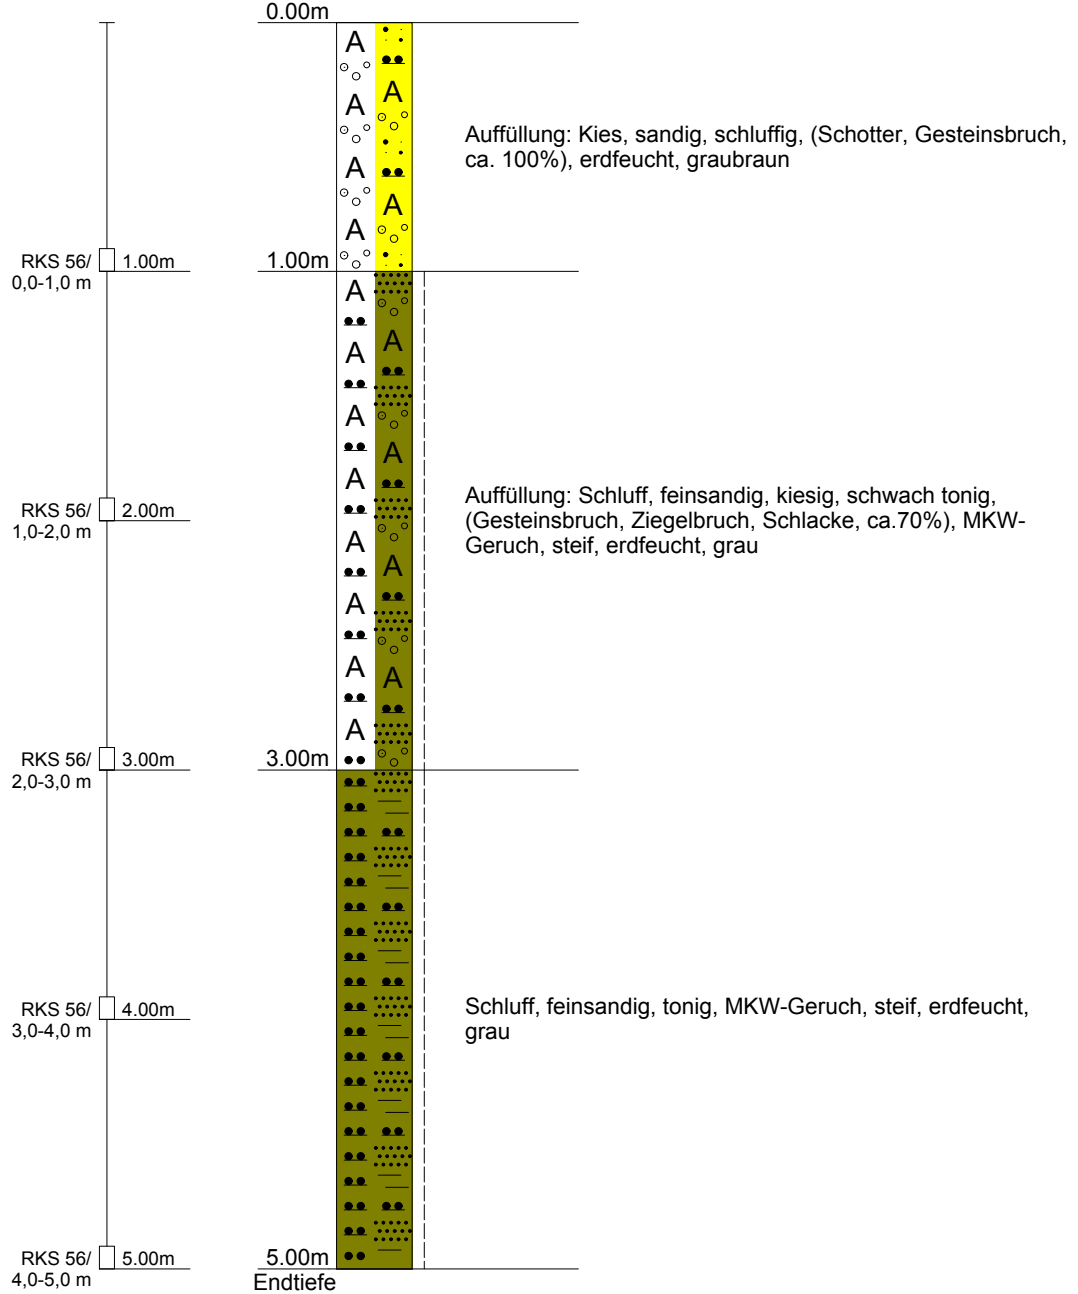 0.00m
A
A
A
A
A
A
Auffüllung: Kies, sandig, schluffig, (Schotter, Gesteinsbruch,
ca. 100%), erdfeucht, graubraun
RKS 56/
0,0-1,0 m
1.00m
1.00m
A
A
A
A
A
A
A
A
A
A
A
A
RKS 56/
1,0-2,0 m
2.00m
Auffüllung: Schluff, feinsandig, kiesig, schwach tonig,
(Gesteinsbruch, Ziegelbruch, Schlacke, ca.70%), MKW-
Geruch, steif, erdfeucht, grau
RKS 56/
2,0-3,0 m
3.00m
3.00m
RKS 56/
3,0-4,0 m
4.00m
Schluff, feinsandig, tonig, MKW-Geruch, steif, erdfeucht,
grau
RKS 56/
4,0-5,0 m
5.00m
5.00m
Endtiefe